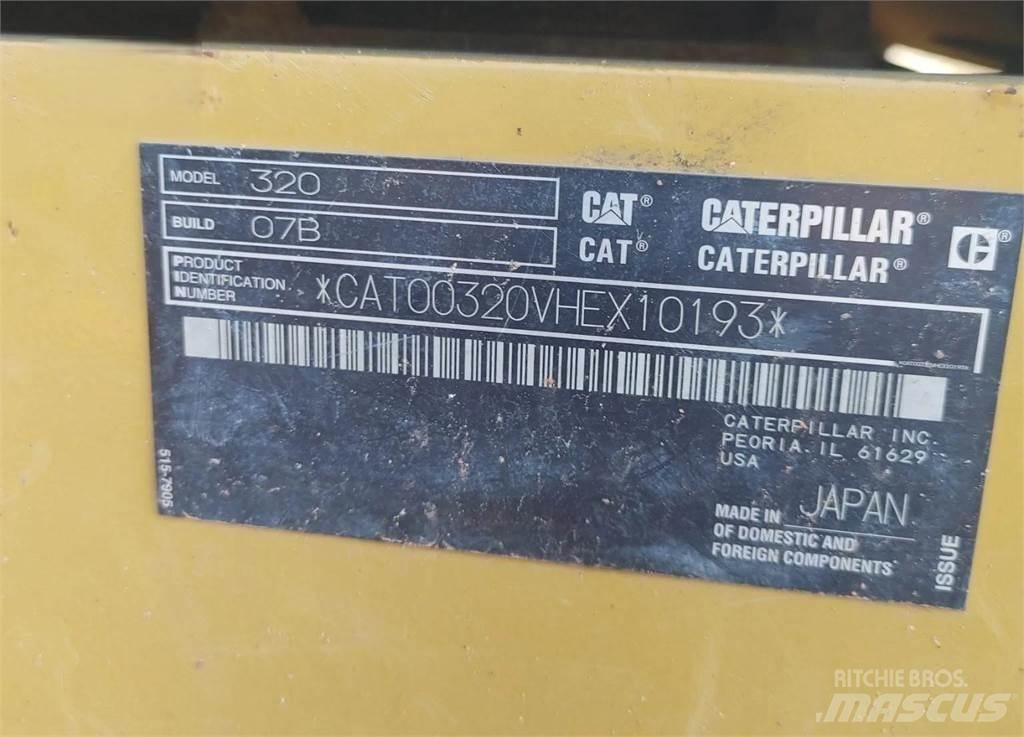 MODEL 320
BUILD 07B
CAT® CATERPILLAR®
CAT® CATERPILLAR®
PRODUCT
IDENTIFICATION
NUMBER
*CAT00320VHEX10193*
CATERPILLAR INC.
PEORIA, IL 61629
USA
MADE IN JAPAN
OF DOMESTIC AND
FOREIGN COMPONENTS
515-7905
ISSUE
RITCHIE BROS.
MASCUS